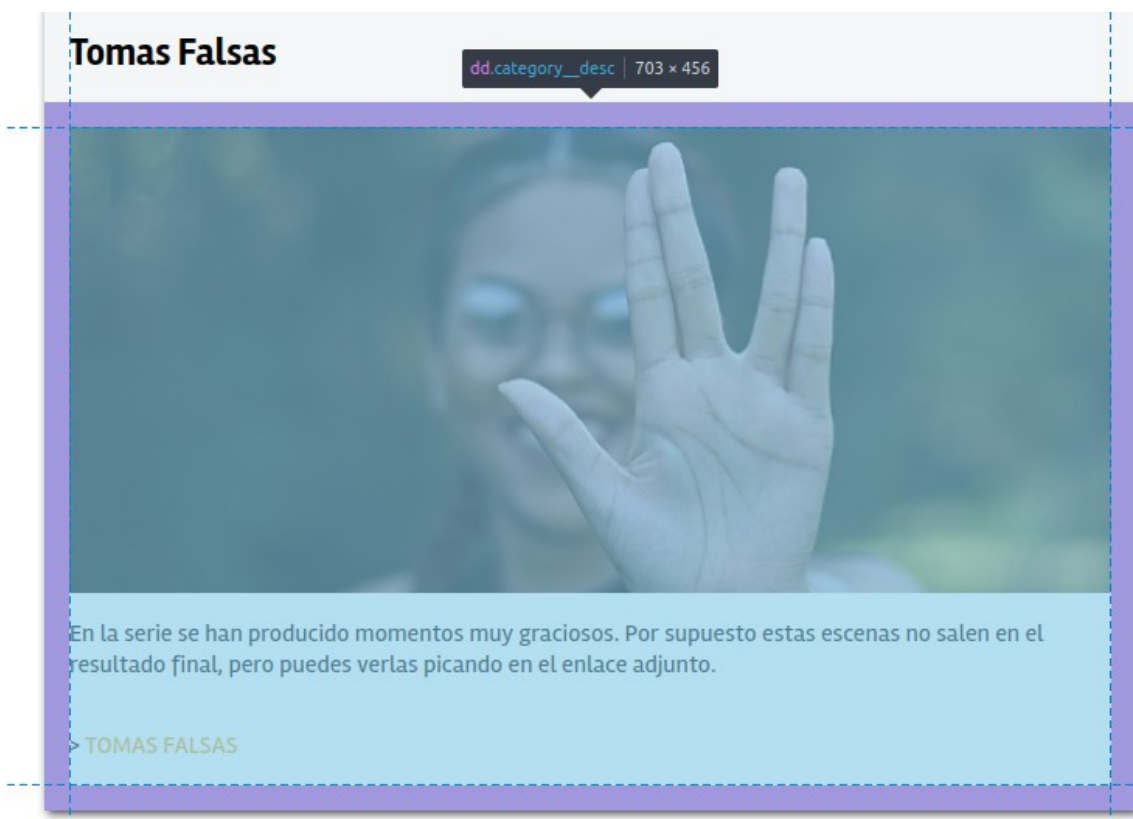 Tomas Falsas
dd.category__desc | 703 × 456
En la serie se han producido momentos muy graciosos. Por supuesto estas escenas no salen en el
resultado final, pero puedes verlas picando en el enlace adjunto.
> TOMAS FALSAS